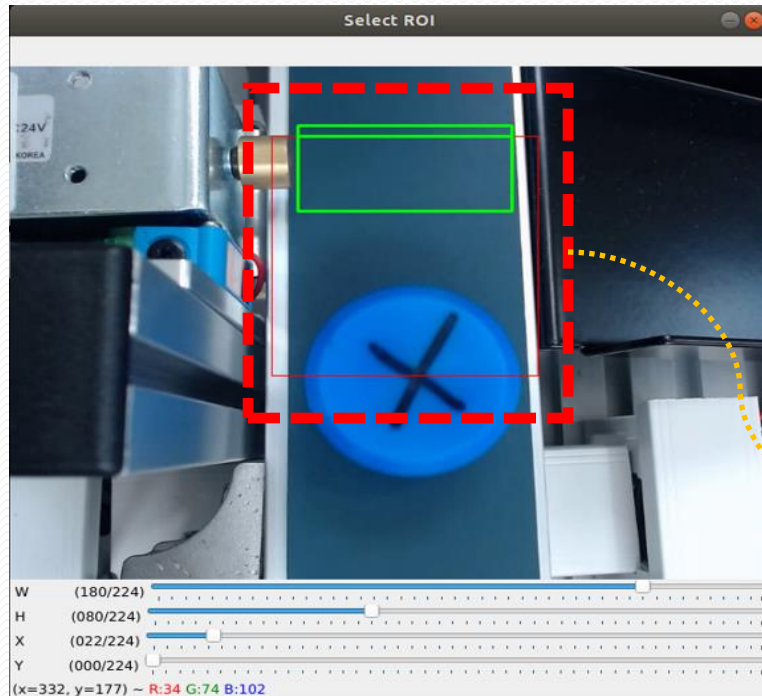 Select ROI
:24V
KOREA
W (180/224)
H (080/224)
X (022/224)
Y (000/224)
(x=332, y=177) ~ R:34 G:74 B:102